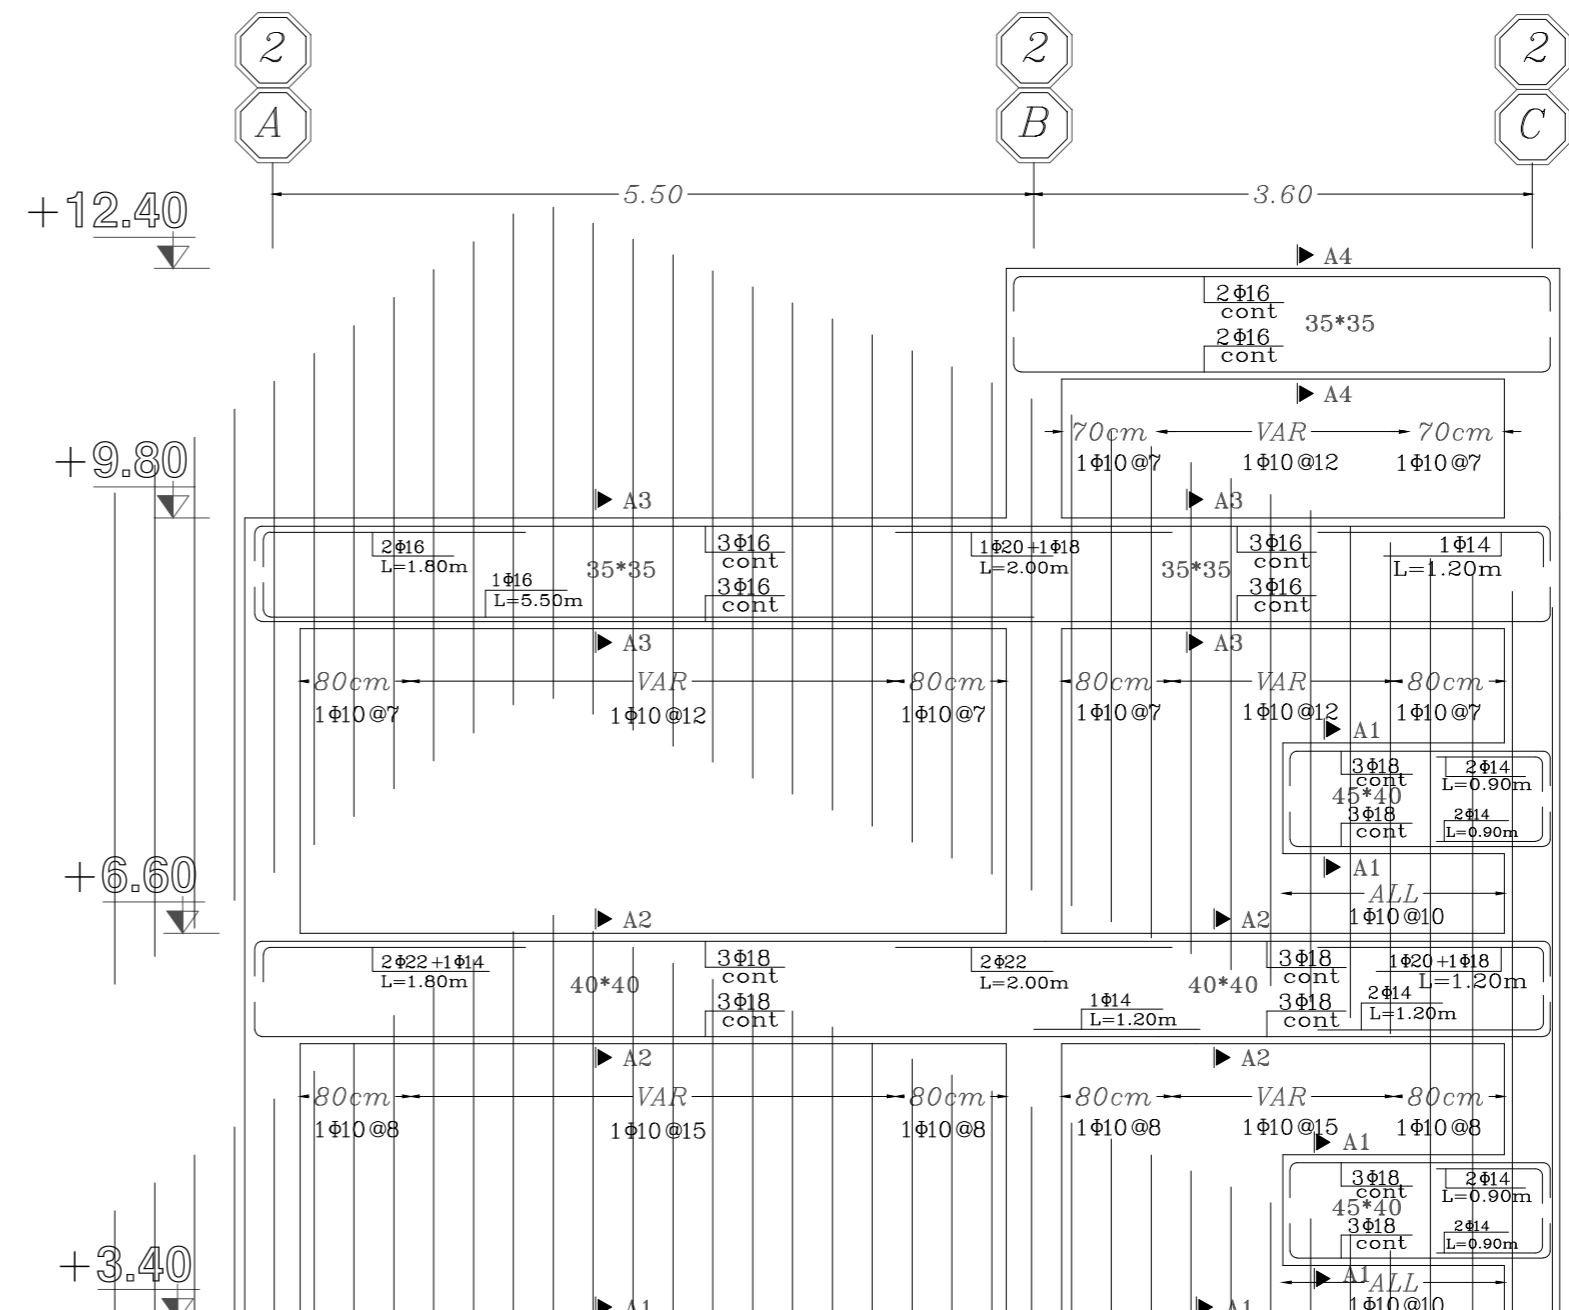 2 2 2
A B C
5.50 3.60
+12.40
A4
2Φ16
cont
35*35
2Φ16
cont
A4
70cm VAR 70cm
1Φ10@7 1Φ10@12 1Φ10@7
+9.80
A3 A3
2Φ16 3Φ16 1Φ20+1Φ18 3Φ16 1Φ14
L=1.80m cont L=2.00m cont L=1.20m
35*35 35*35
1Φ16 3Φ16 3Φ16
L=5.50m cont cont
A3 A3
80cm VAR 80cm 80cm VAR 80cm
1Φ10@7 1Φ10@12 1Φ10@7 1Φ10@7 1Φ10@12 1Φ10@7
A1
3Φ18 2Φ14
cont L=0.90m
45*40
3Φ18 2Φ14
cont L=0.90m
+6.60
A1
ALL
1Φ10@10
A2 A2
2Φ22+1Φ14 3Φ18 2Φ22 3Φ18 1Φ20+1Φ18
L=1.80m cont L=2.00m cont L=1.20m
40*40 40*40
3Φ18 1Φ14 3Φ18 2Φ14
cont L=1.20m cont L=1.20m
A2 A2
80cm VAR 80cm 80cm VAR 80cm
1Φ10@8 1Φ10@15 1Φ10@8 1Φ10@8 1Φ10@15 1Φ10@8
A1
3Φ18 2Φ14
cont L=0.90m
45*40
3Φ18 2Φ14
cont L=0.90m
+3.40
A1 ALL
1Φ10@10
A1 A1